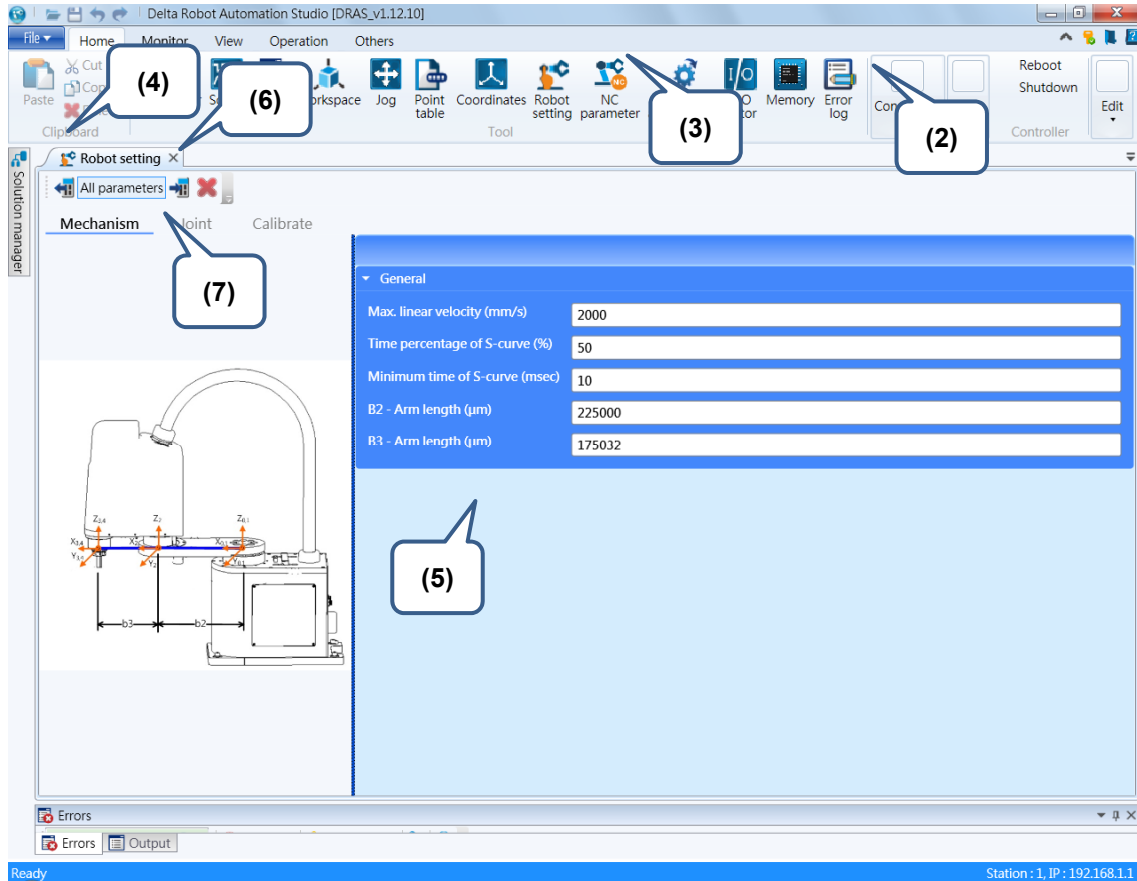 Delta Robot Automation Studio [DRAS_v1.12.10]
File Home Monitor View Operation Others
Cut
Paste
Workspace Jog Point table Coordinates Robot setting NC parameter I/O Memory Error log
Reboot
Shutdown
Edit
Clipboard Tool Controller
(4)
(6)
(3)
(2)
Solution manager
Robot setting
All parameters
Mechanism Joint Calibrate
(7)
General
Max. linear velocity (mm/s) 2000
Time percentage of S-curve (%) 50
Minimum time of S-curve (msec) 10
B2 - Arm length (μm) 225000
B3 - Arm length (μm) 175032
(5)
b3 b2
Errors
Errors Output
Ready Station : 1, IP : 192.168.1.1